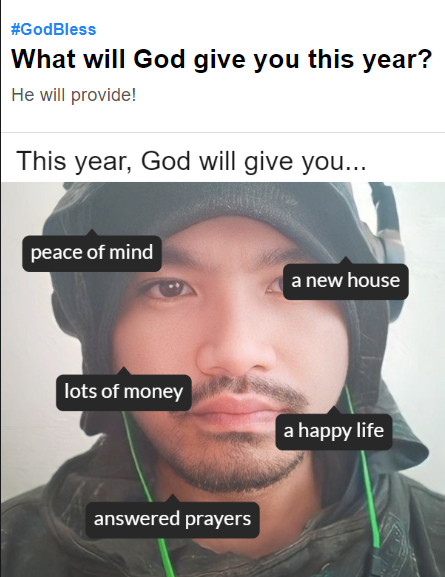 #GodBless
What will God give you this year?
He will provide!
This year, God will give you...
peace of mind
a new house
lots of money
a happy life
answered prayers